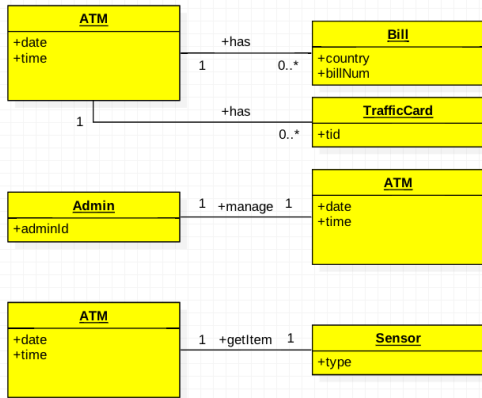 ATM
+date
+time
+has
1
0..*
Bill
+country
+billNum
1
+has
0..*
TrafficCard
+tid
Admin
+adminId
1 +manage 1
ATM
+date
+time
ATM
+date
+time
1 +getItem 1
Sensor
+type